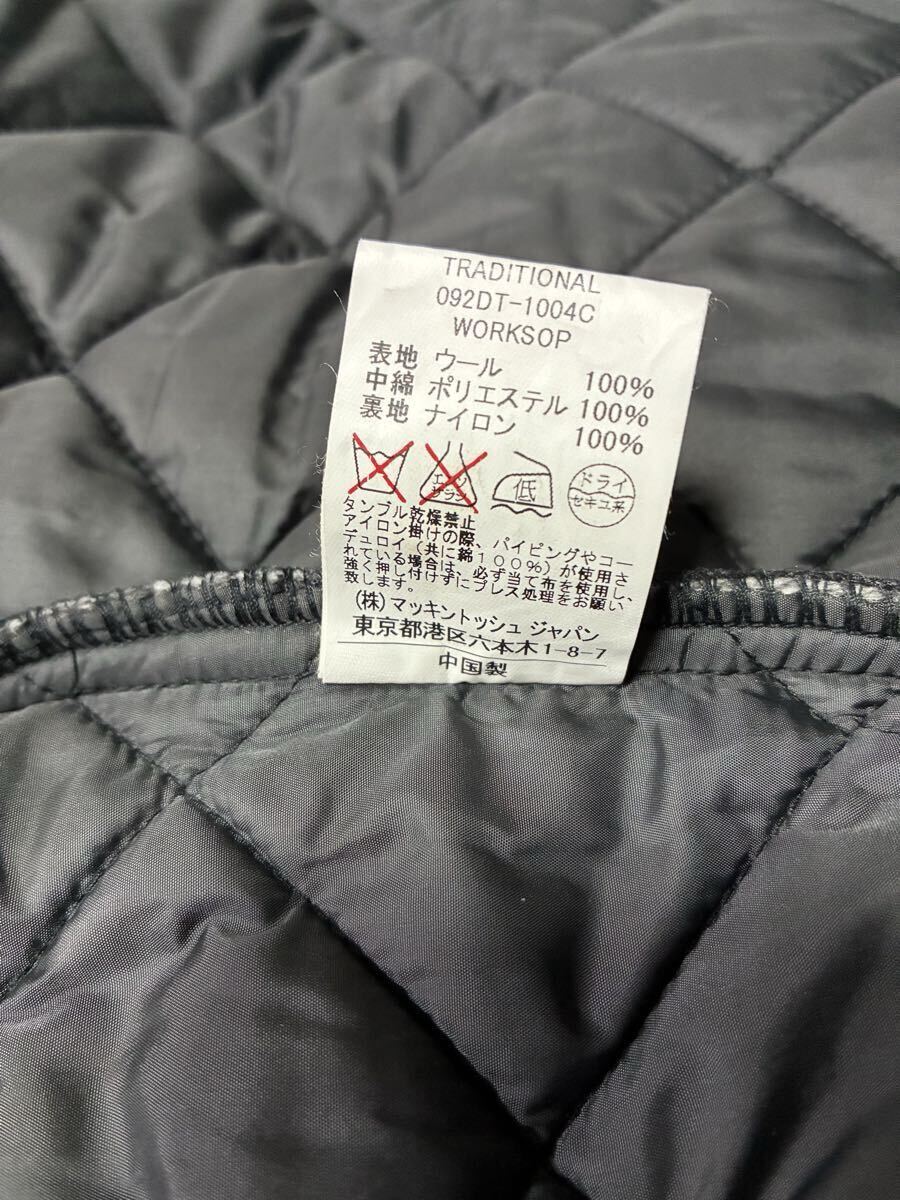 TRADITIONAL
092DT-1004C
WORKSOP
表地 ウール 100%
中綿 ポリエステル 100%
裏地 ナイロン 100%
エンソサラシ 低 ドライ セキユ系
タンブル乾燥禁止
アイロン掛けの際、パイピングやコー
デュロイ(共に綿100%)が使用さ
れている場合は、必ず当て布を使用し、
強く押し付けずにプレス処理をお願い
致します。
(株)マッキントッシュ ジャパン
東京都港区六本木1-8-7
中国製